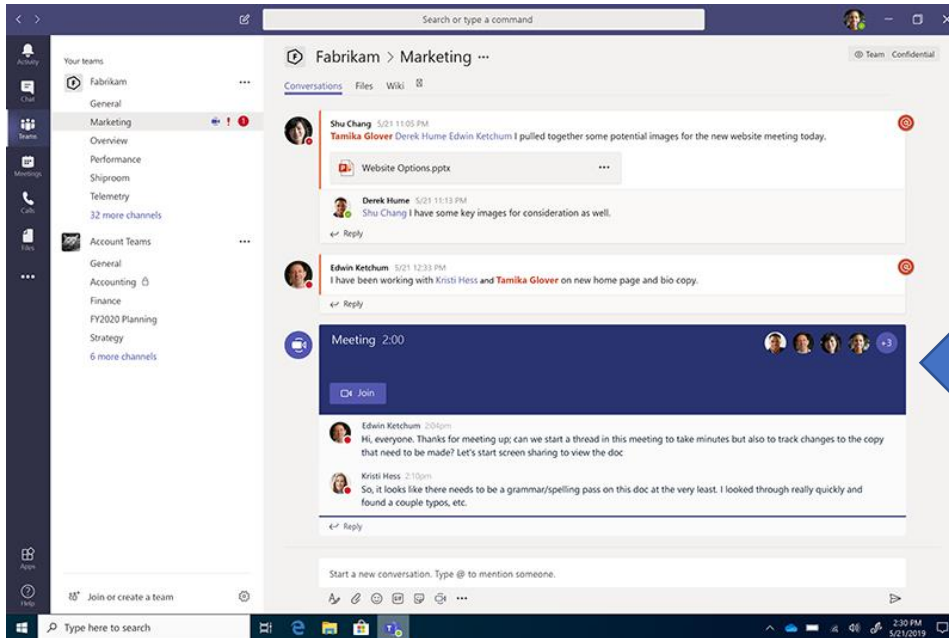 Search or type a command
Activity
Chat
Teams
Meetings
Calls
Files
Apps
Help
Your teams
Fabrikam
General
Marketing ! 1
Overview
Performance
Shiproom
Telemetry
32 more channels
Account Teams
General
Accounting
Finance
FY2020 Planning
Strategy
6 more channels
Join or create a team
Fabrikam > Marketing
Team Confidential
Conversations Files Wiki
Shu Chang 5/21 11:05 PM
Tamika Glover Derek Hume Edwin Ketchum I pulled together some potential images for the new website meeting today.
Website Options.pptx
Derek Hume 5/21 11:13 PM
Shu Chang I have some key images for consideration as well.
Reply
Edwin Ketchum 5/21 12:33 PM
I have been working with Kristi Hess and Tamika Glover on new home page and bio copy.
Reply
Meeting 2:00
+3
Join
Edwin Ketchum 2:04pm
Hi, everyone. Thanks for meeting up; can we start a thread in this meeting to take minutes but also to track changes to the copy
that need to be made? Let's start screen sharing to view the doc
Kristi Hess 2:10pm
So, it looks like there needs to be a grammar/spelling pass on this doc at the very least. I looked through really quickly and
found a couple typos, etc.
Reply
Start a new conversation. Type @ to mention someone.
GIF
Type here to search
2:30 PM
5/21/2019